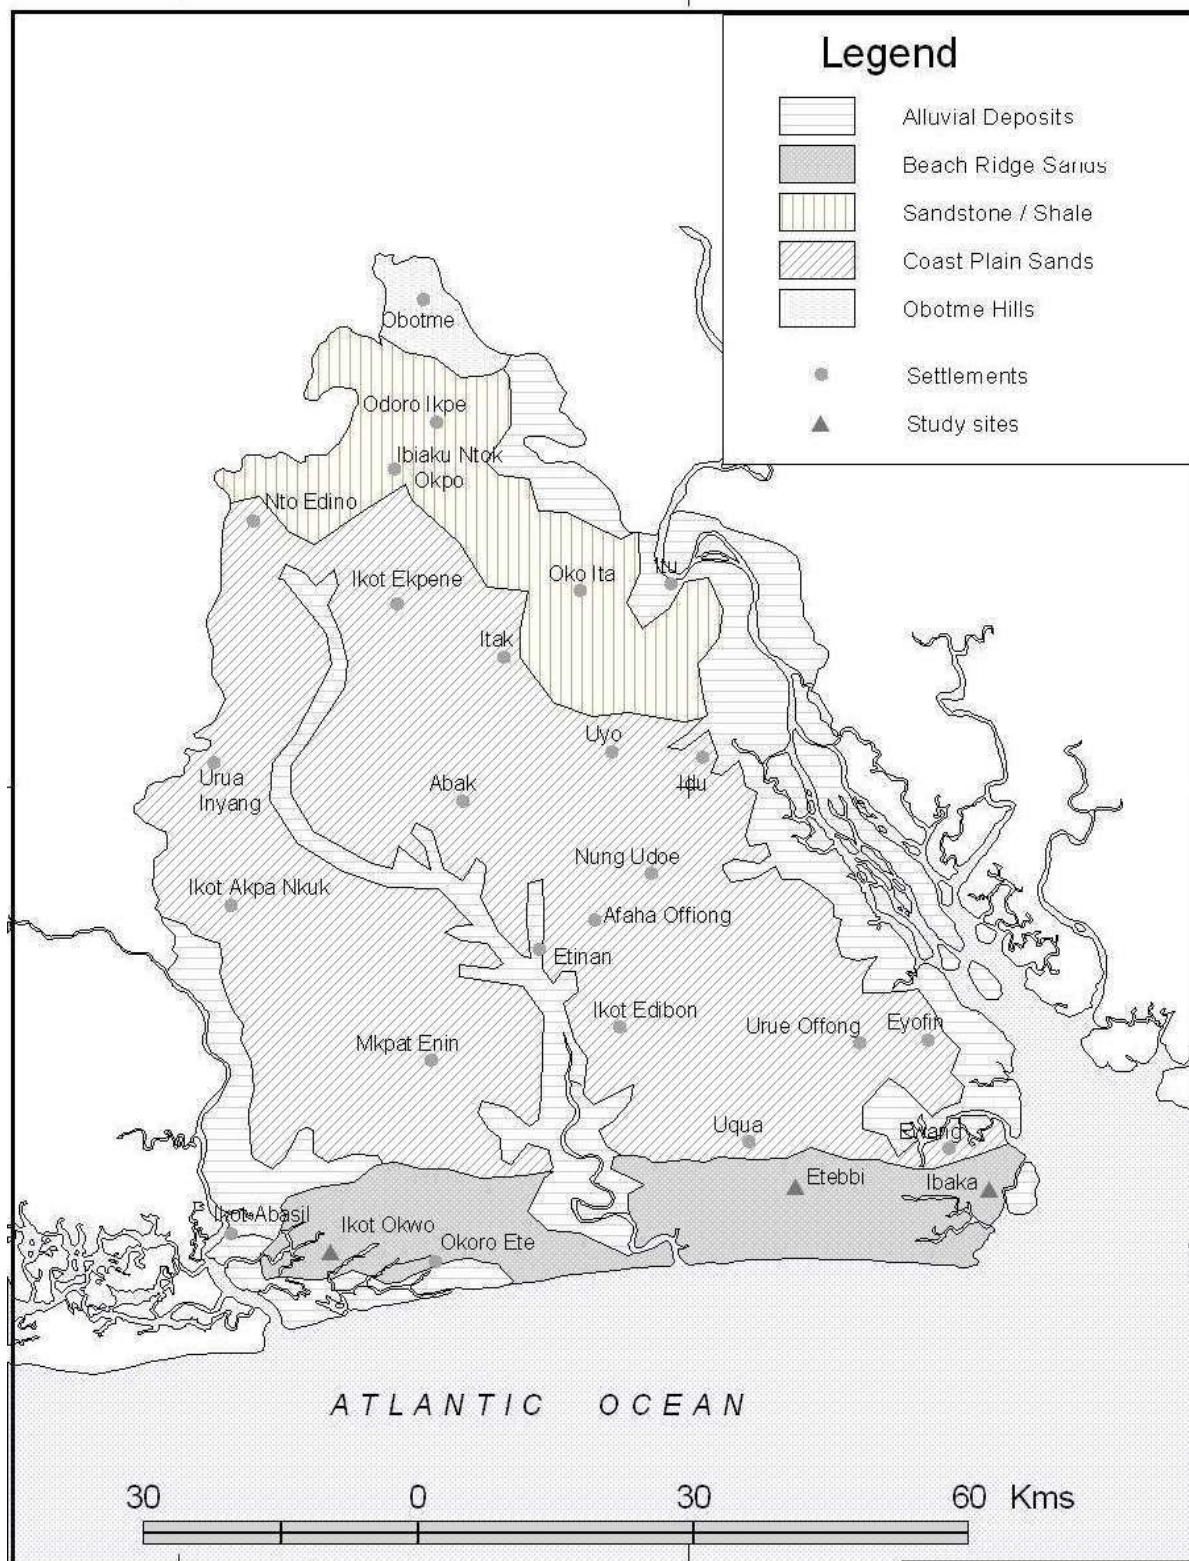 Legend
Alluvial Deposits
Beach Ridge Sands
Sandstone / Shale
Coast Plain Sands
Obotme Hills
Settlements
Study sites
Obotme
Odoro Ikpe
Ibiaku Ntok
Okpo
Nto Edino
Ikot Ekpene
Oko Ita
Itu
Itak
Uyo
Idu
Urua
Inyang
Abak
Nung Udoe
Ikot Akpa Nkuk
Afaha Offiong
Etinan
Ikot Edibon
Urue Offong
Eyofin
Mkpat Enin
Uqua
Ewang
Etebbi
Ibaka
Ikot Abasil
Ikot Okwo
Okoro Ete
ATLANTIC OCEAN
30 0 30 60 Kms